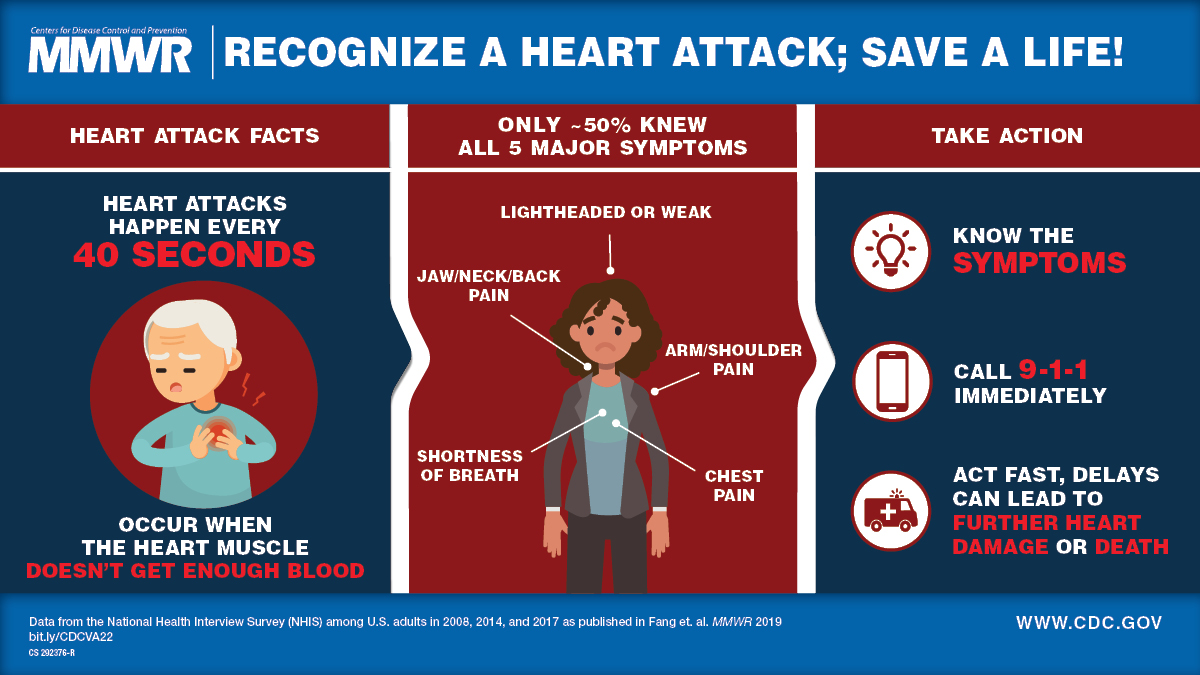 Centers for Disease Control and Prevention
MMWR
RECOGNIZE A HEART ATTACK; SAVE A LIFE!
HEART ATTACK FACTS
HEART ATTACKS
HAPPEN EVERY
40 SECONDS
OCCUR WHEN
THE HEART MUSCLE
DOESN'T GET ENOUGH BLOOD
ONLY ~50% KNEW
ALL 5 MAJOR SYMPTOMS
LIGHTHEADED OR WEAK
JAW/NECK/BACK
PAIN
ARM/SHOULDER
PAIN
SHORTNESS
OF BREATH
CHEST
PAIN
TAKE ACTION
KNOW THE
SYMPTOMS
CALL 9-1-1
IMMEDIATELY
ACT FAST, DELAYS
CAN LEAD TO
FURTHER HEART
DAMAGE OR DEATH
Data from the National Health Interview Survey (NHIS) among U.S. adults in 2008, 2014, and 2017 as published in Fang et. al. MMWR 2019
bit.ly/CDCVA22
CS 292376-R
WWW.CDC.GOV